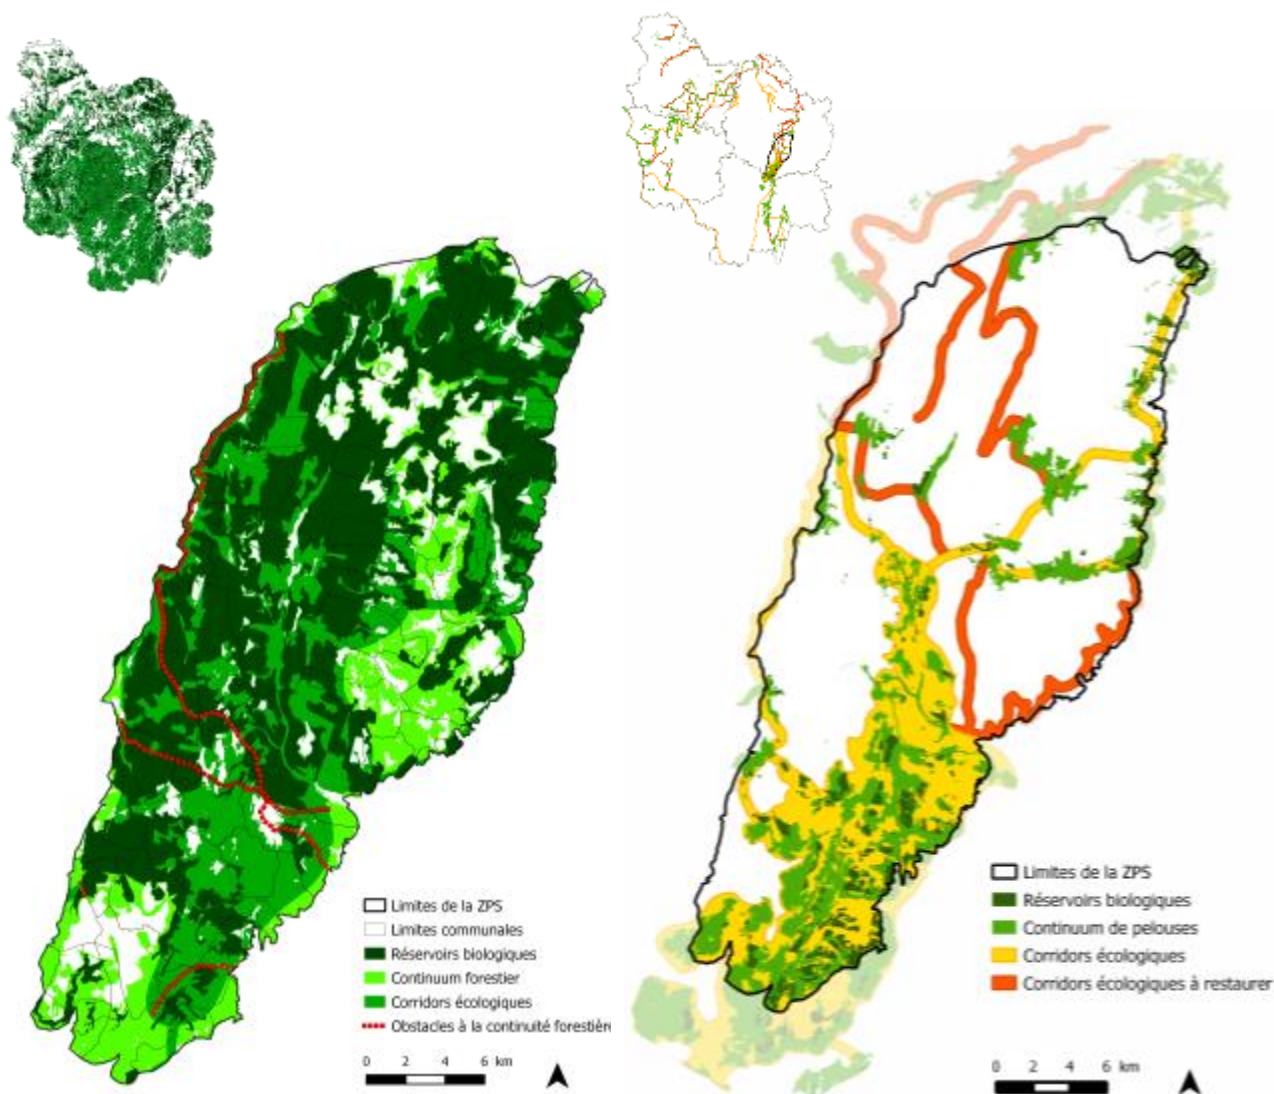 Limites de la ZPS
Limites communales
Réservoirs biologiques
Continuum forestier
Corridors écologiques
Obstacles à la continuité forestière
0 2 4 6 km
Limites de la ZPS
Réservoirs biologiques
Continuum de pelouses
Corridors écologiques
Corridors écologiques à restaurer
0 2 4 6 km